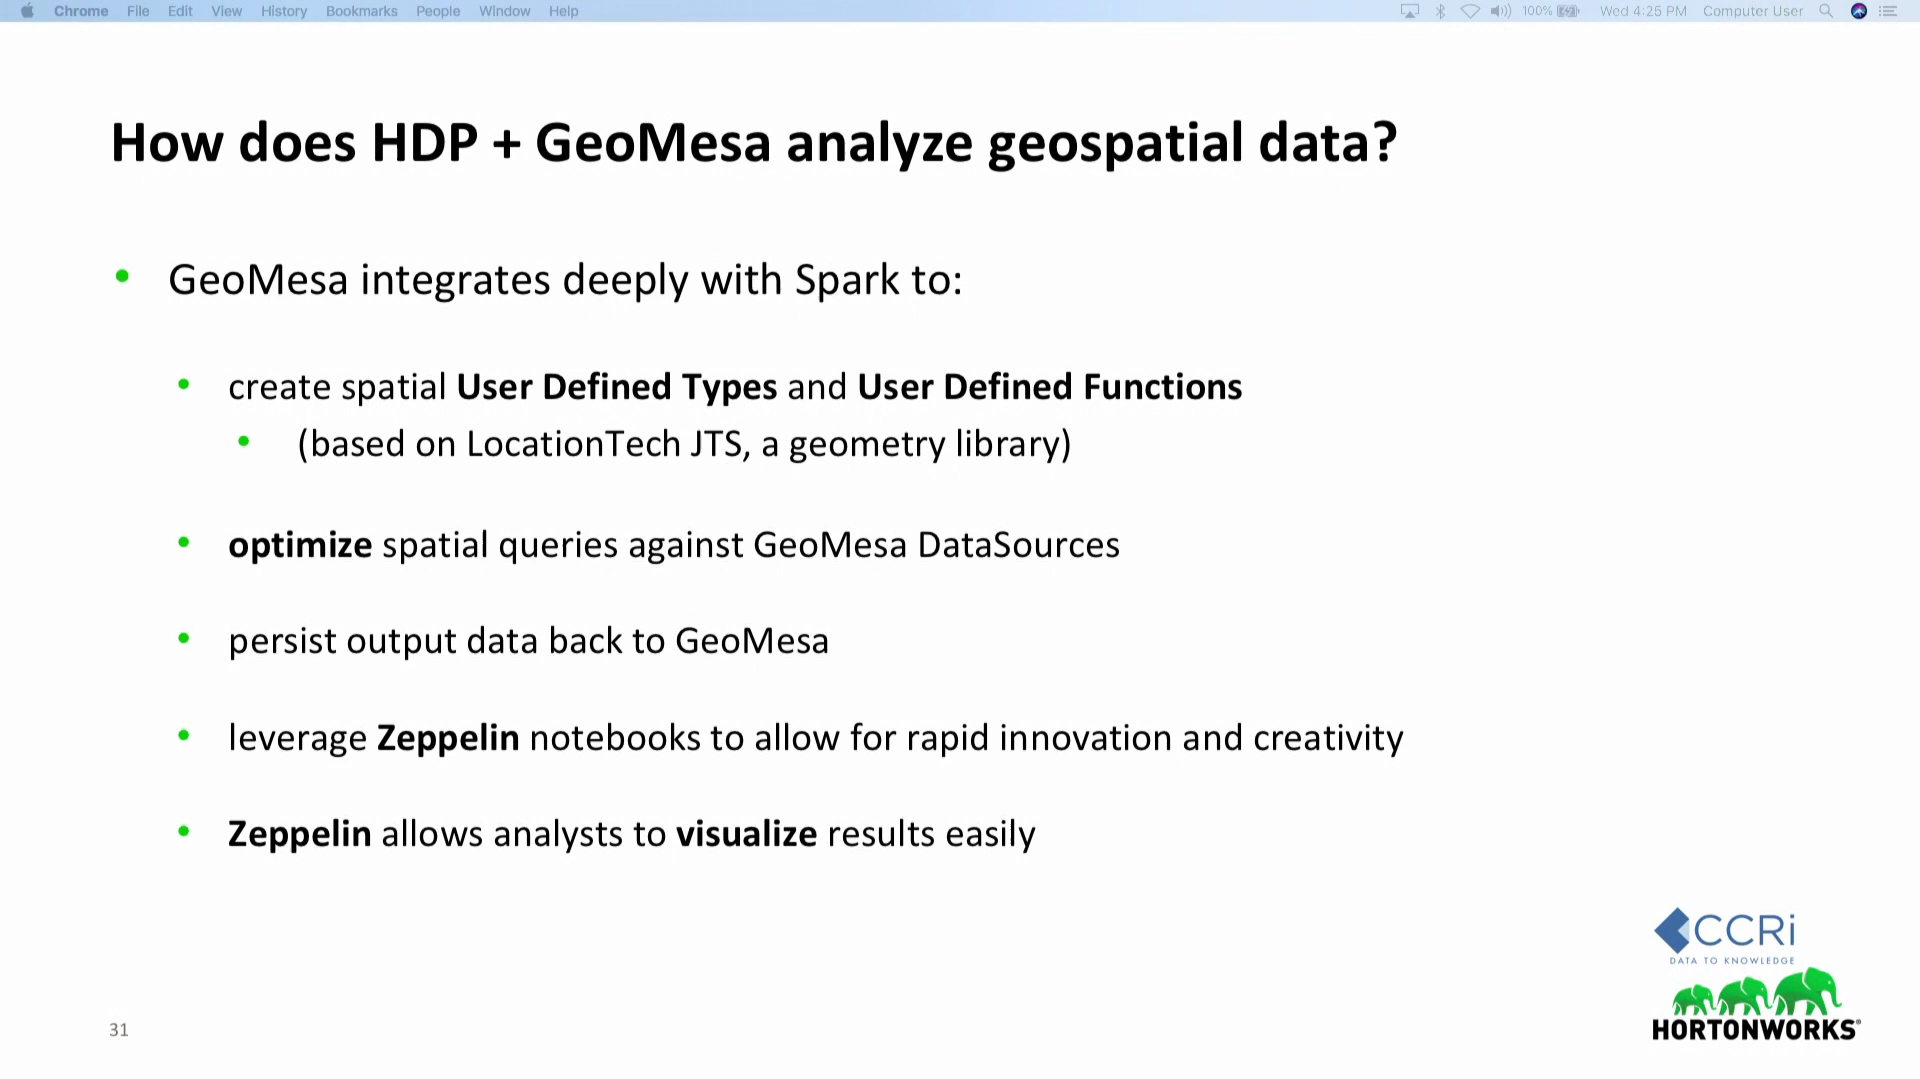 Chrome File Edit View History Bookmarks People Window Help 100% Wed 4:25 PM Computer User
How does HDP + GeoMesa analyze geospatial data?
• GeoMesa integrates deeply with Spark to:
• create spatial User Defined Types and User Defined Functions
• (based on LocationTech JTS, a geometry library)
• optimize spatial queries against GeoMesa DataSources
• persist output data back to GeoMesa
• leverage Zeppelin notebooks to allow for rapid innovation and creativity
• Zeppelin allows analysts to visualize results easily
CCRi
DATA TO KNOWLEDGE
31
HORTONWORKS®